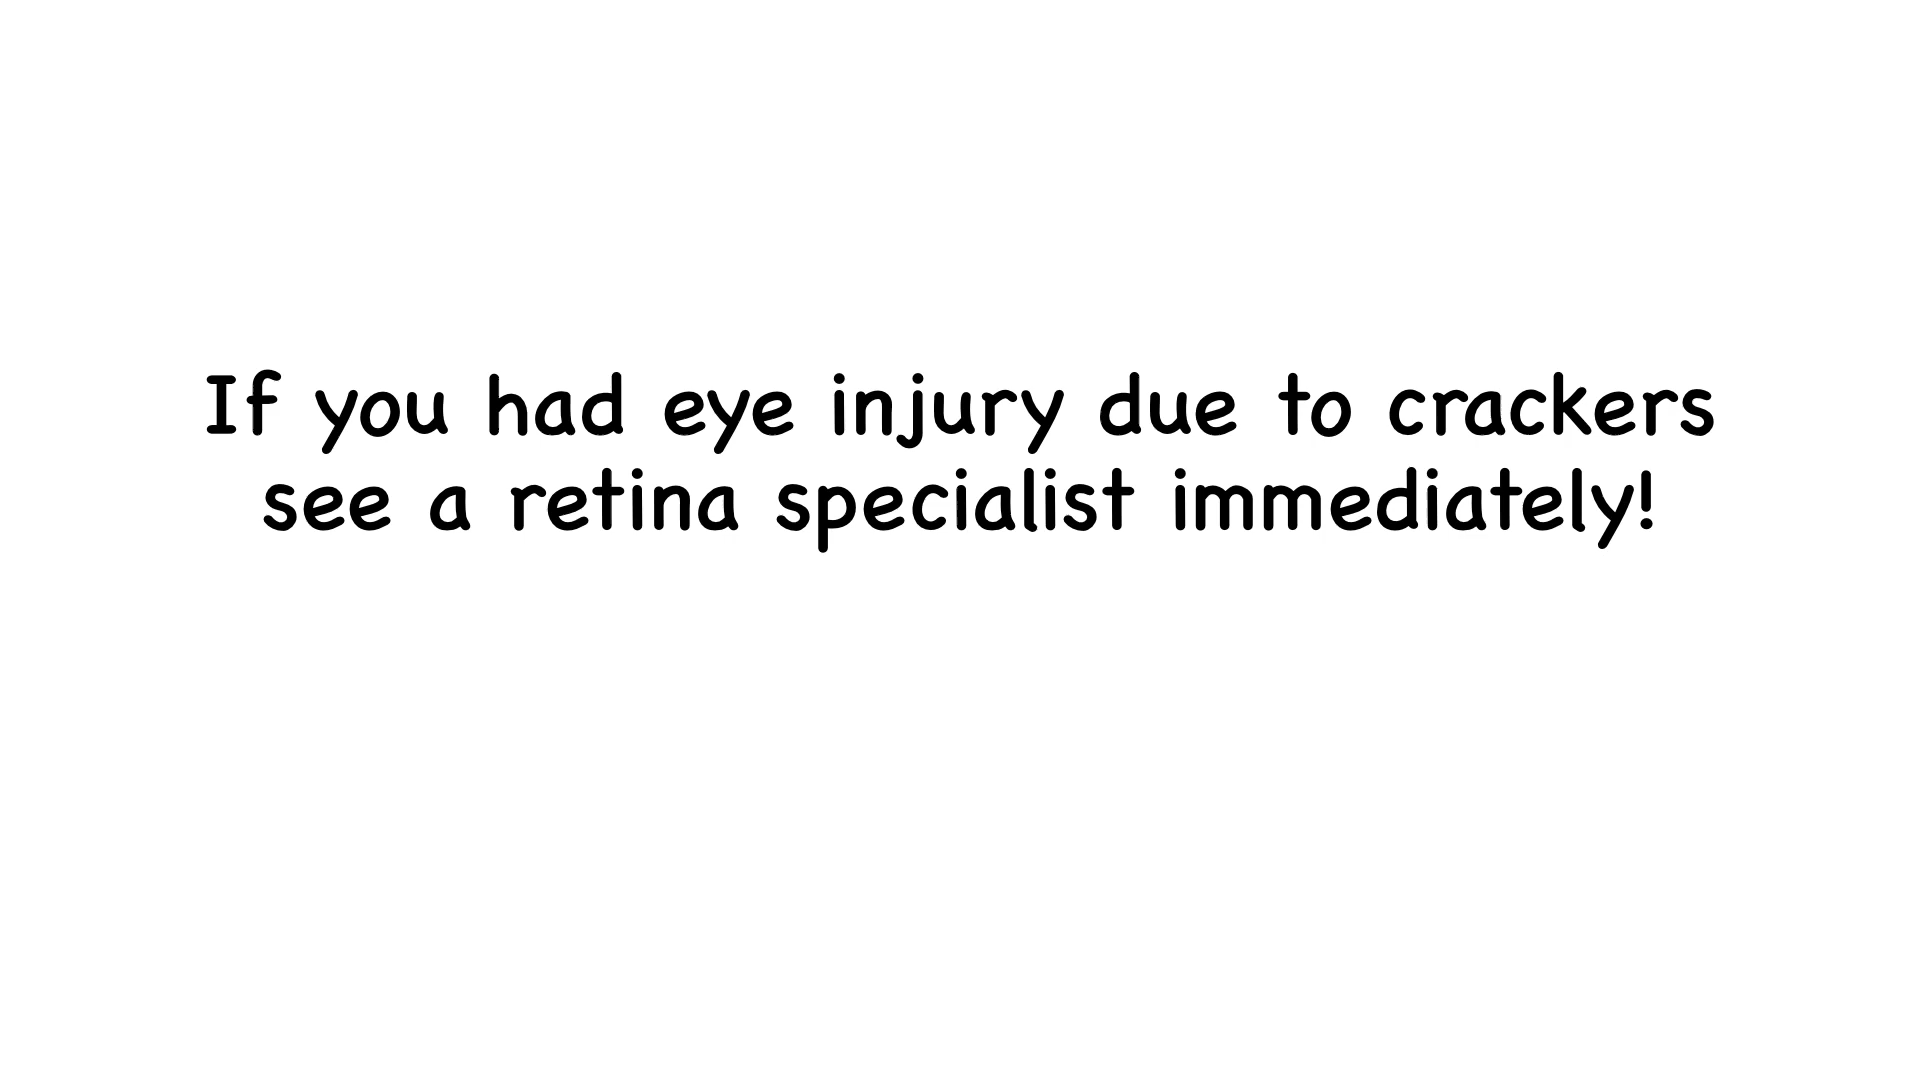 If you had eye injury due to crackers
see a retina specialist immediately!